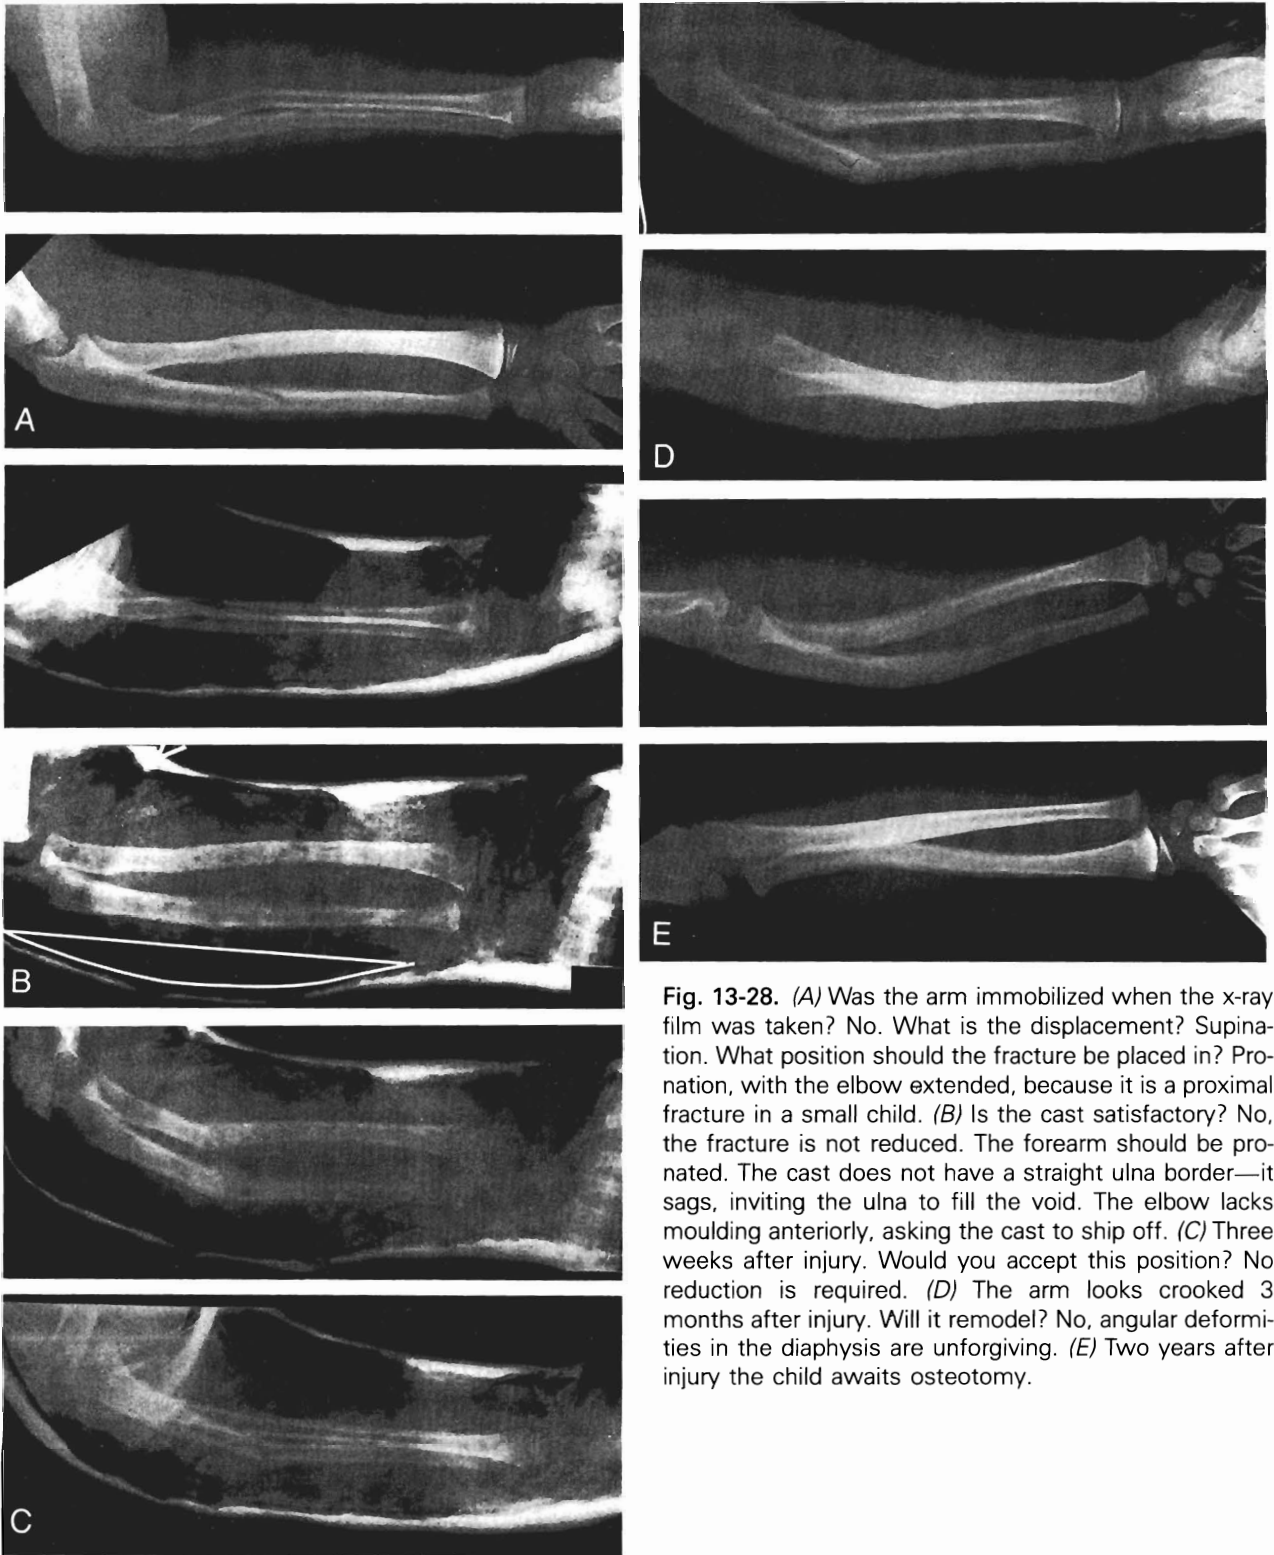 A
B
C
D
E
Fig. 13-28. (A) Was the arm immobilized when the x-ray
film was taken? No. What is the displacement? Supina-
tion. What position should the fracture be placed in? Pro-
nation, with the elbow extended, because it is a proximal
fracture in a small child. (B) Is the cast satisfactory? No,
the fracture is not reduced. The forearm should be pro-
nated. The cast does not have a straight ulna border—it
sags, inviting the ulna to fill the void. The elbow lacks
moulding anteriorly, asking the cast to ship off. (C) Three
weeks after injury. Would you accept this position? No
reduction is required. (D) The arm looks crooked 3
months after injury. Will it remodel? No, angular deformi-
ties in the diaphysis are unforgiving. (E) Two years after
injury the child awaits osteotomy.